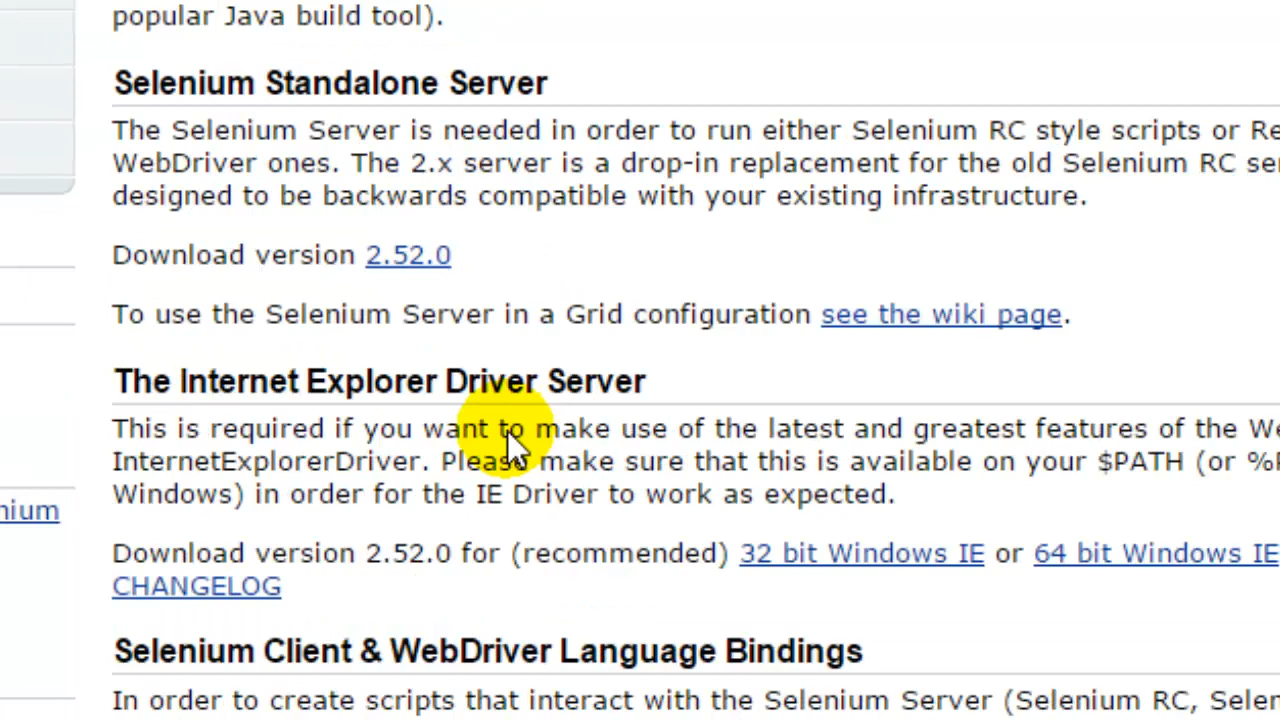 popular Java build tool).
Selenium Standalone Server
The Selenium Server is needed in order to run either Selenium RC style scripts or
WebDriver ones. The 2.x server is a drop-in replacement for the old Selenium RC
designed to be backwards compatible with your existing infrastructure.
Download version 2.52.0
To use the Selenium Server in a Grid configuration see the wiki page.
The Internet Explorer Driver Server
This is required if you want to make use of the latest and greatest features of the
InternetExplorerDriver. Please make sure that this is available on your $PATH (or
Windows) in order for the IE Driver to work as expected.
nium
Download version 2.52.0 for (recommended) 32 bit Windows IE or 64 bit Windows IE
CHANGELOG
Selenium Client & WebDriver Language Bindings
In order to create scripts that interact with the Selenium Server (Selenium RC,